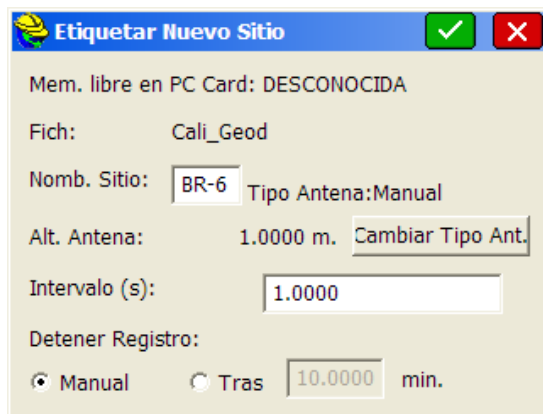 Etiquetar Nuevo Sitio
Mem. libre en PC Card: DESCONOCIDA
Fich: Cali_Geod
Nomb. Sitio: BR-6 Tipo Antena:Manual
Alt. Antena: 1.0000 m. Cambiar Tipo Ant.
Intervalo (s): 1.0000
Detener Registro:
Manual Tras 10.0000 min.